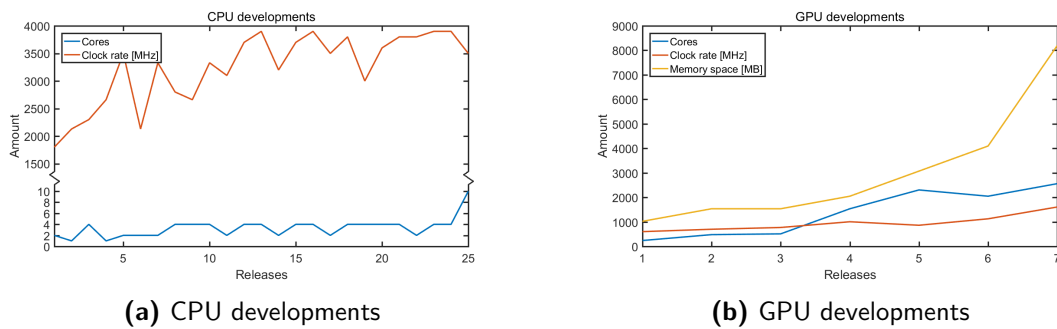 CPU developments
4000
3500
3000
2500
2000
1500
10
8
6
4
2
0
Amount
Cores
Clock rate [MHz]
5
10
15
20
25
Releases
(a) CPU developments
GPU developments
9000
8000
7000
6000
5000
4000
3000
2000
1000
0
Amount
Cores
Clock rate [MHz]
Memory space [MB]
1
2
3
4
5
6
7
Releases
(b) GPU developments